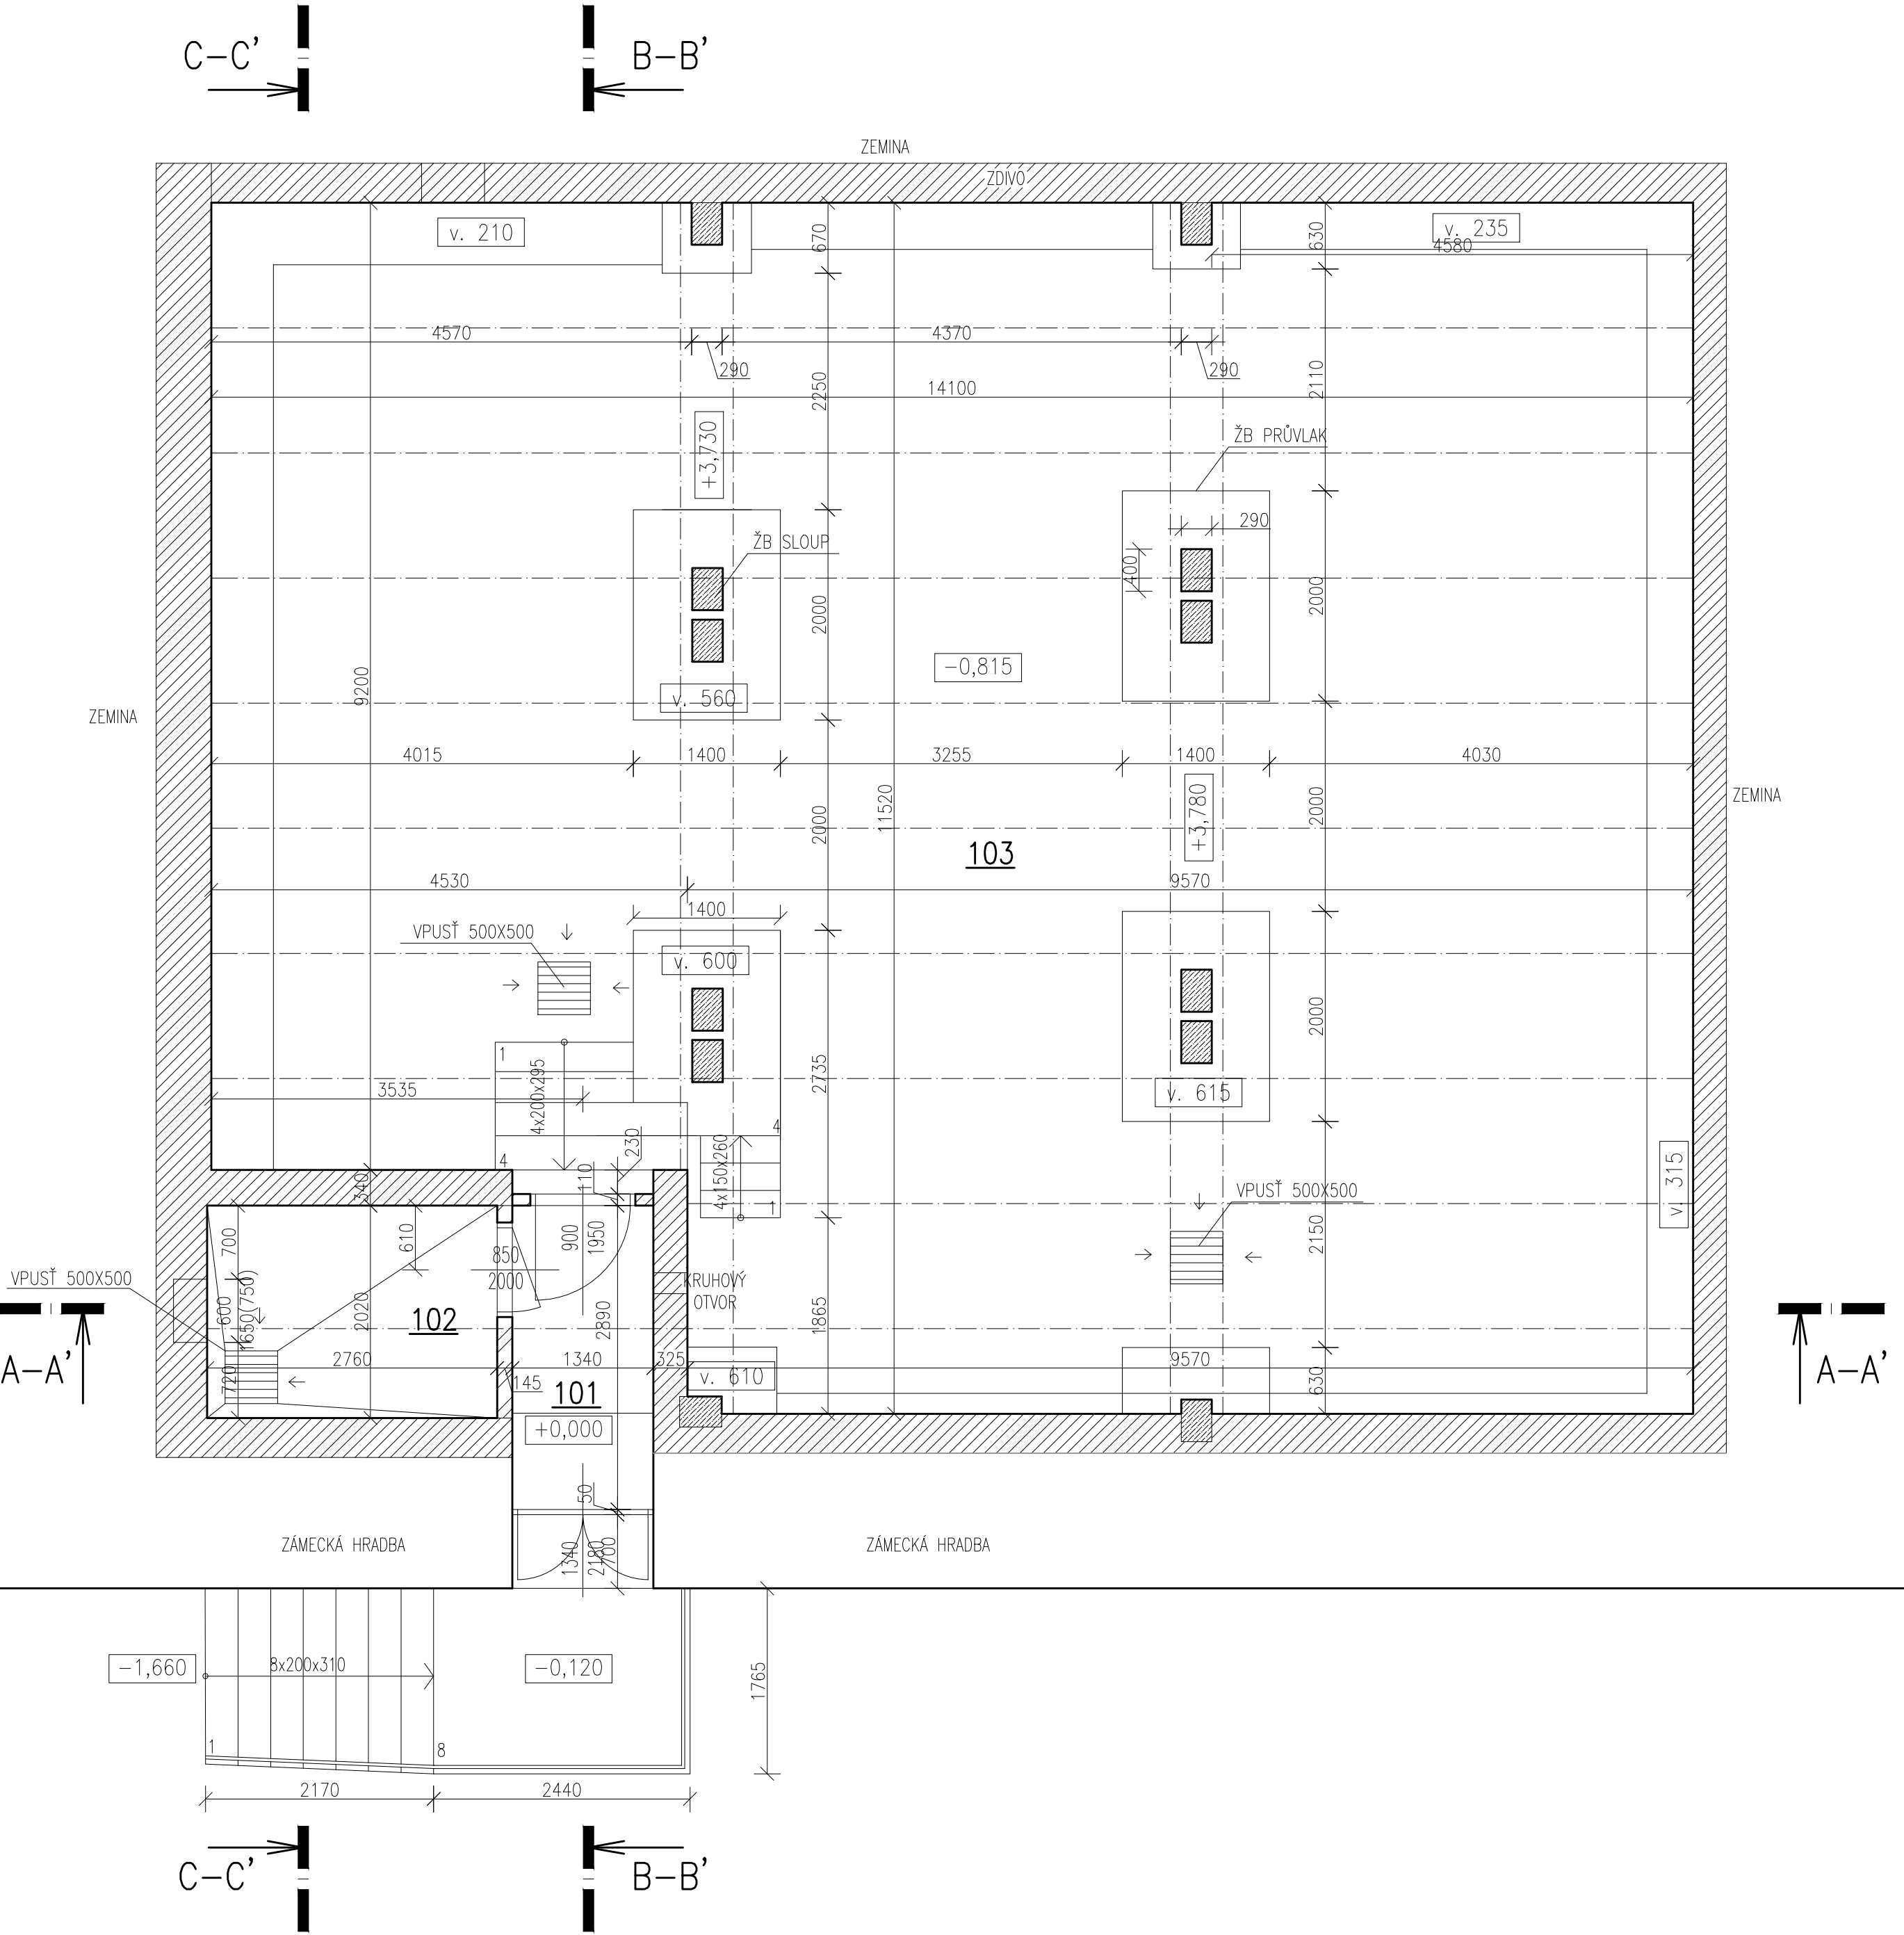 C–C’
B–B’
ZEMINA
ZDIVO
v. 210
670
630
v. 235
4580
4570
4370
290
290
2250
2110
14100
+3,730
ŽB PRŮVLAK
290
ŽB SLOUP
400
2000
2000
−0,815
9200
v. 560
ZEMINA
4015
1400
3255
1400
4030
ZEMINA
+3,780
2000
11520
2000
103
4530
9570
1400
VPUSŤ 500X500
v. 600
2000
1
4x200x295
2735
3535
v. 615
4
230
4x150x260
4
110
1
340
v. 315
VPUSŤ 500X500
700
610
900
1950
850
2000
2150
VPUSŤ 500X500
KRUHOVÝ
OTVOR
600
1650(750)
2020
102
2890
1865
A–A’
A–A’
720
2760
1340
325
9570
630
145
101
v. 610
+0,000
50
ZÁMECKÁ HRADBA
ZÁMECKÁ HRADBA
1340
2180
700
−1,660
8x200x310
−0,120
1765
1
8
2170
2440
C–C’
B–B’